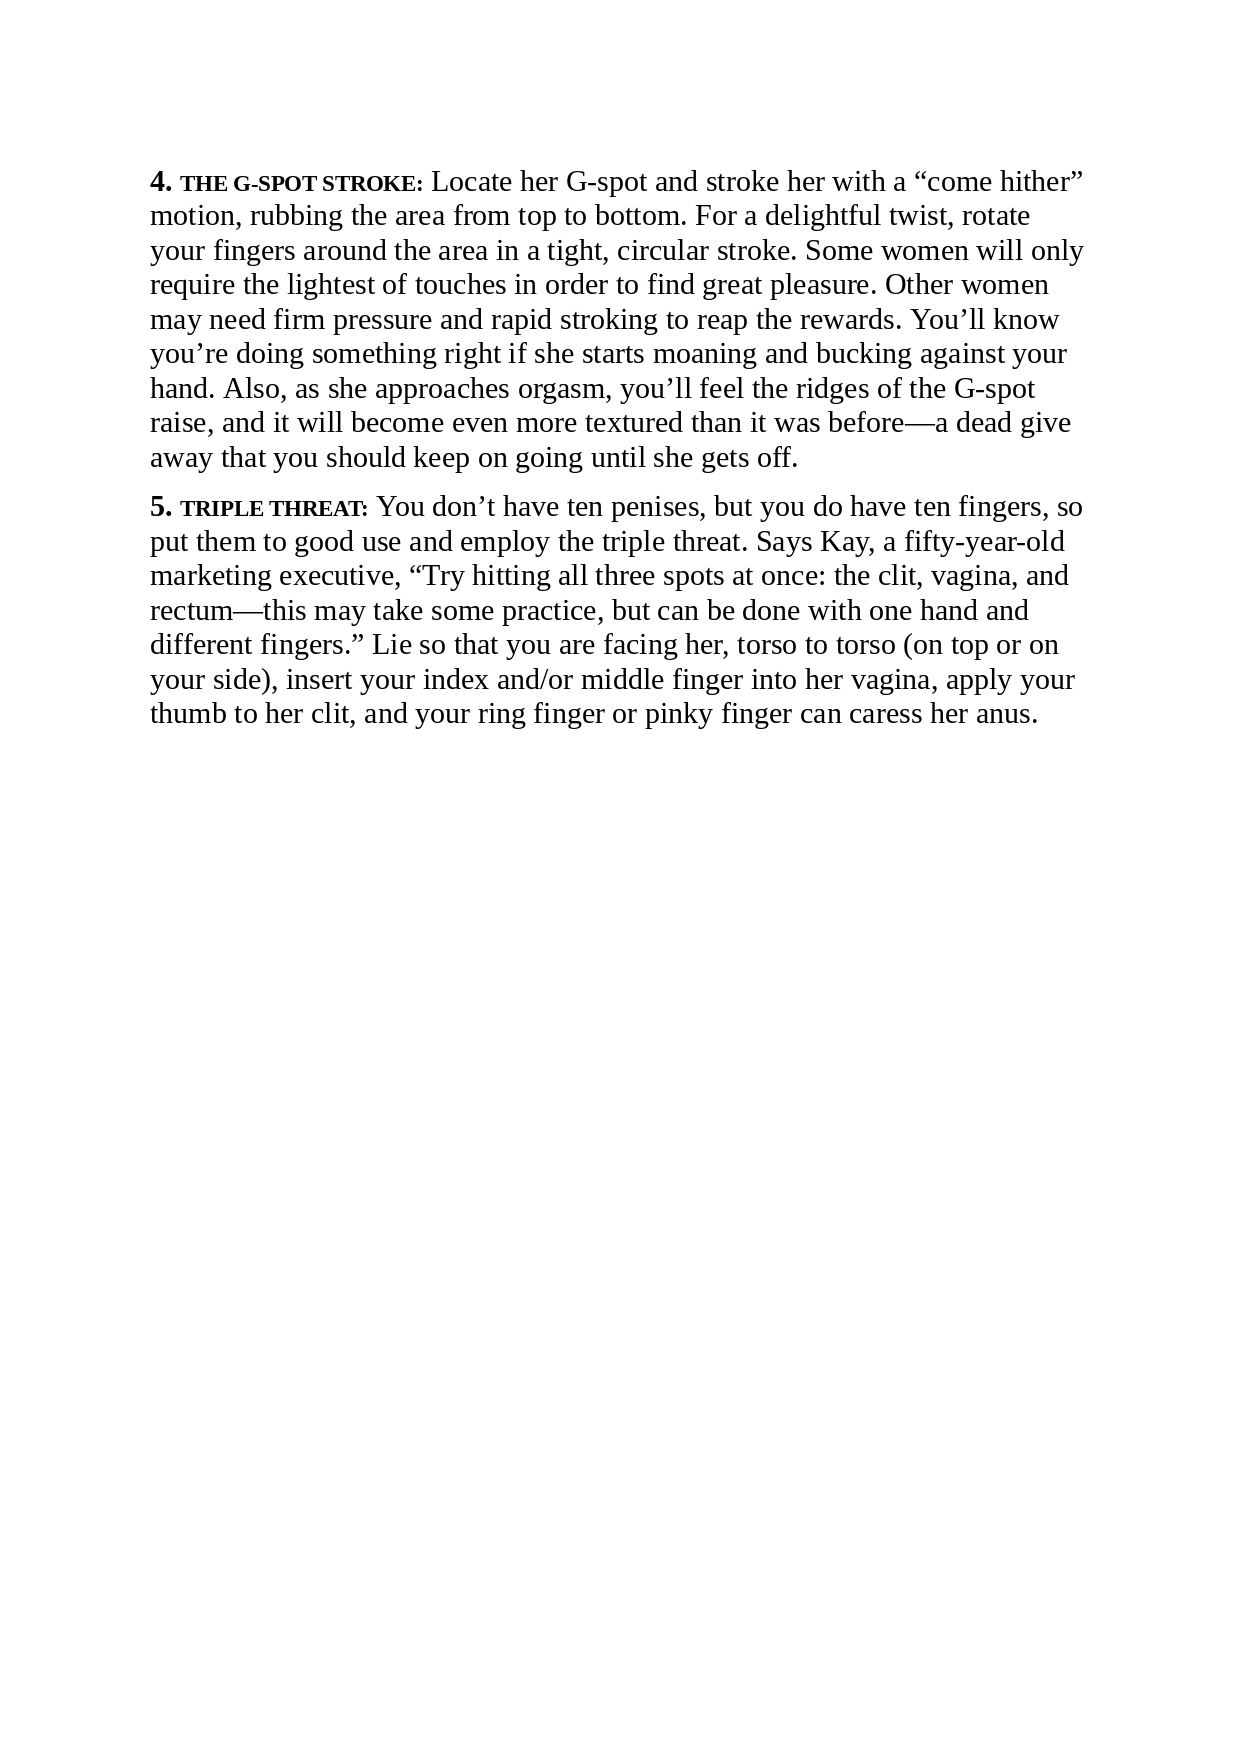 4. THE G-SPOT STROKE: Locate her G-spot and stroke her with a “come hither”
motion, rubbing the area from top to bottom. For a delightful twist, rotate
your fingers around the area in a tight, circular stroke. Some women will only
require the lightest of touches in order to find great pleasure. Other women
may need firm pressure and rapid stroking to reap the rewards. You’ll know
you’re doing something right if she starts moaning and bucking against your
hand. Also, as she approaches orgasm, you’ll feel the ridges of the G-spot
raise, and it will become even more textured than it was before—a dead give
away that you should keep on going until she gets off.
5. TRIPLE THREAT: You don’t have ten penises, but you do have ten fingers, so
put them to good use and employ the triple threat. Says Kay, a fifty-year-old
marketing executive, “Try hitting all three spots at once: the clit, vagina, and
rectum—this may take some practice, but can be done with one hand and
different fingers.” Lie so that you are facing her, torso to torso (on top or on
your side), insert your index and/or middle finger into her vagina, apply your
thumb to her clit, and your ring finger or pinky finger can caress her anus.